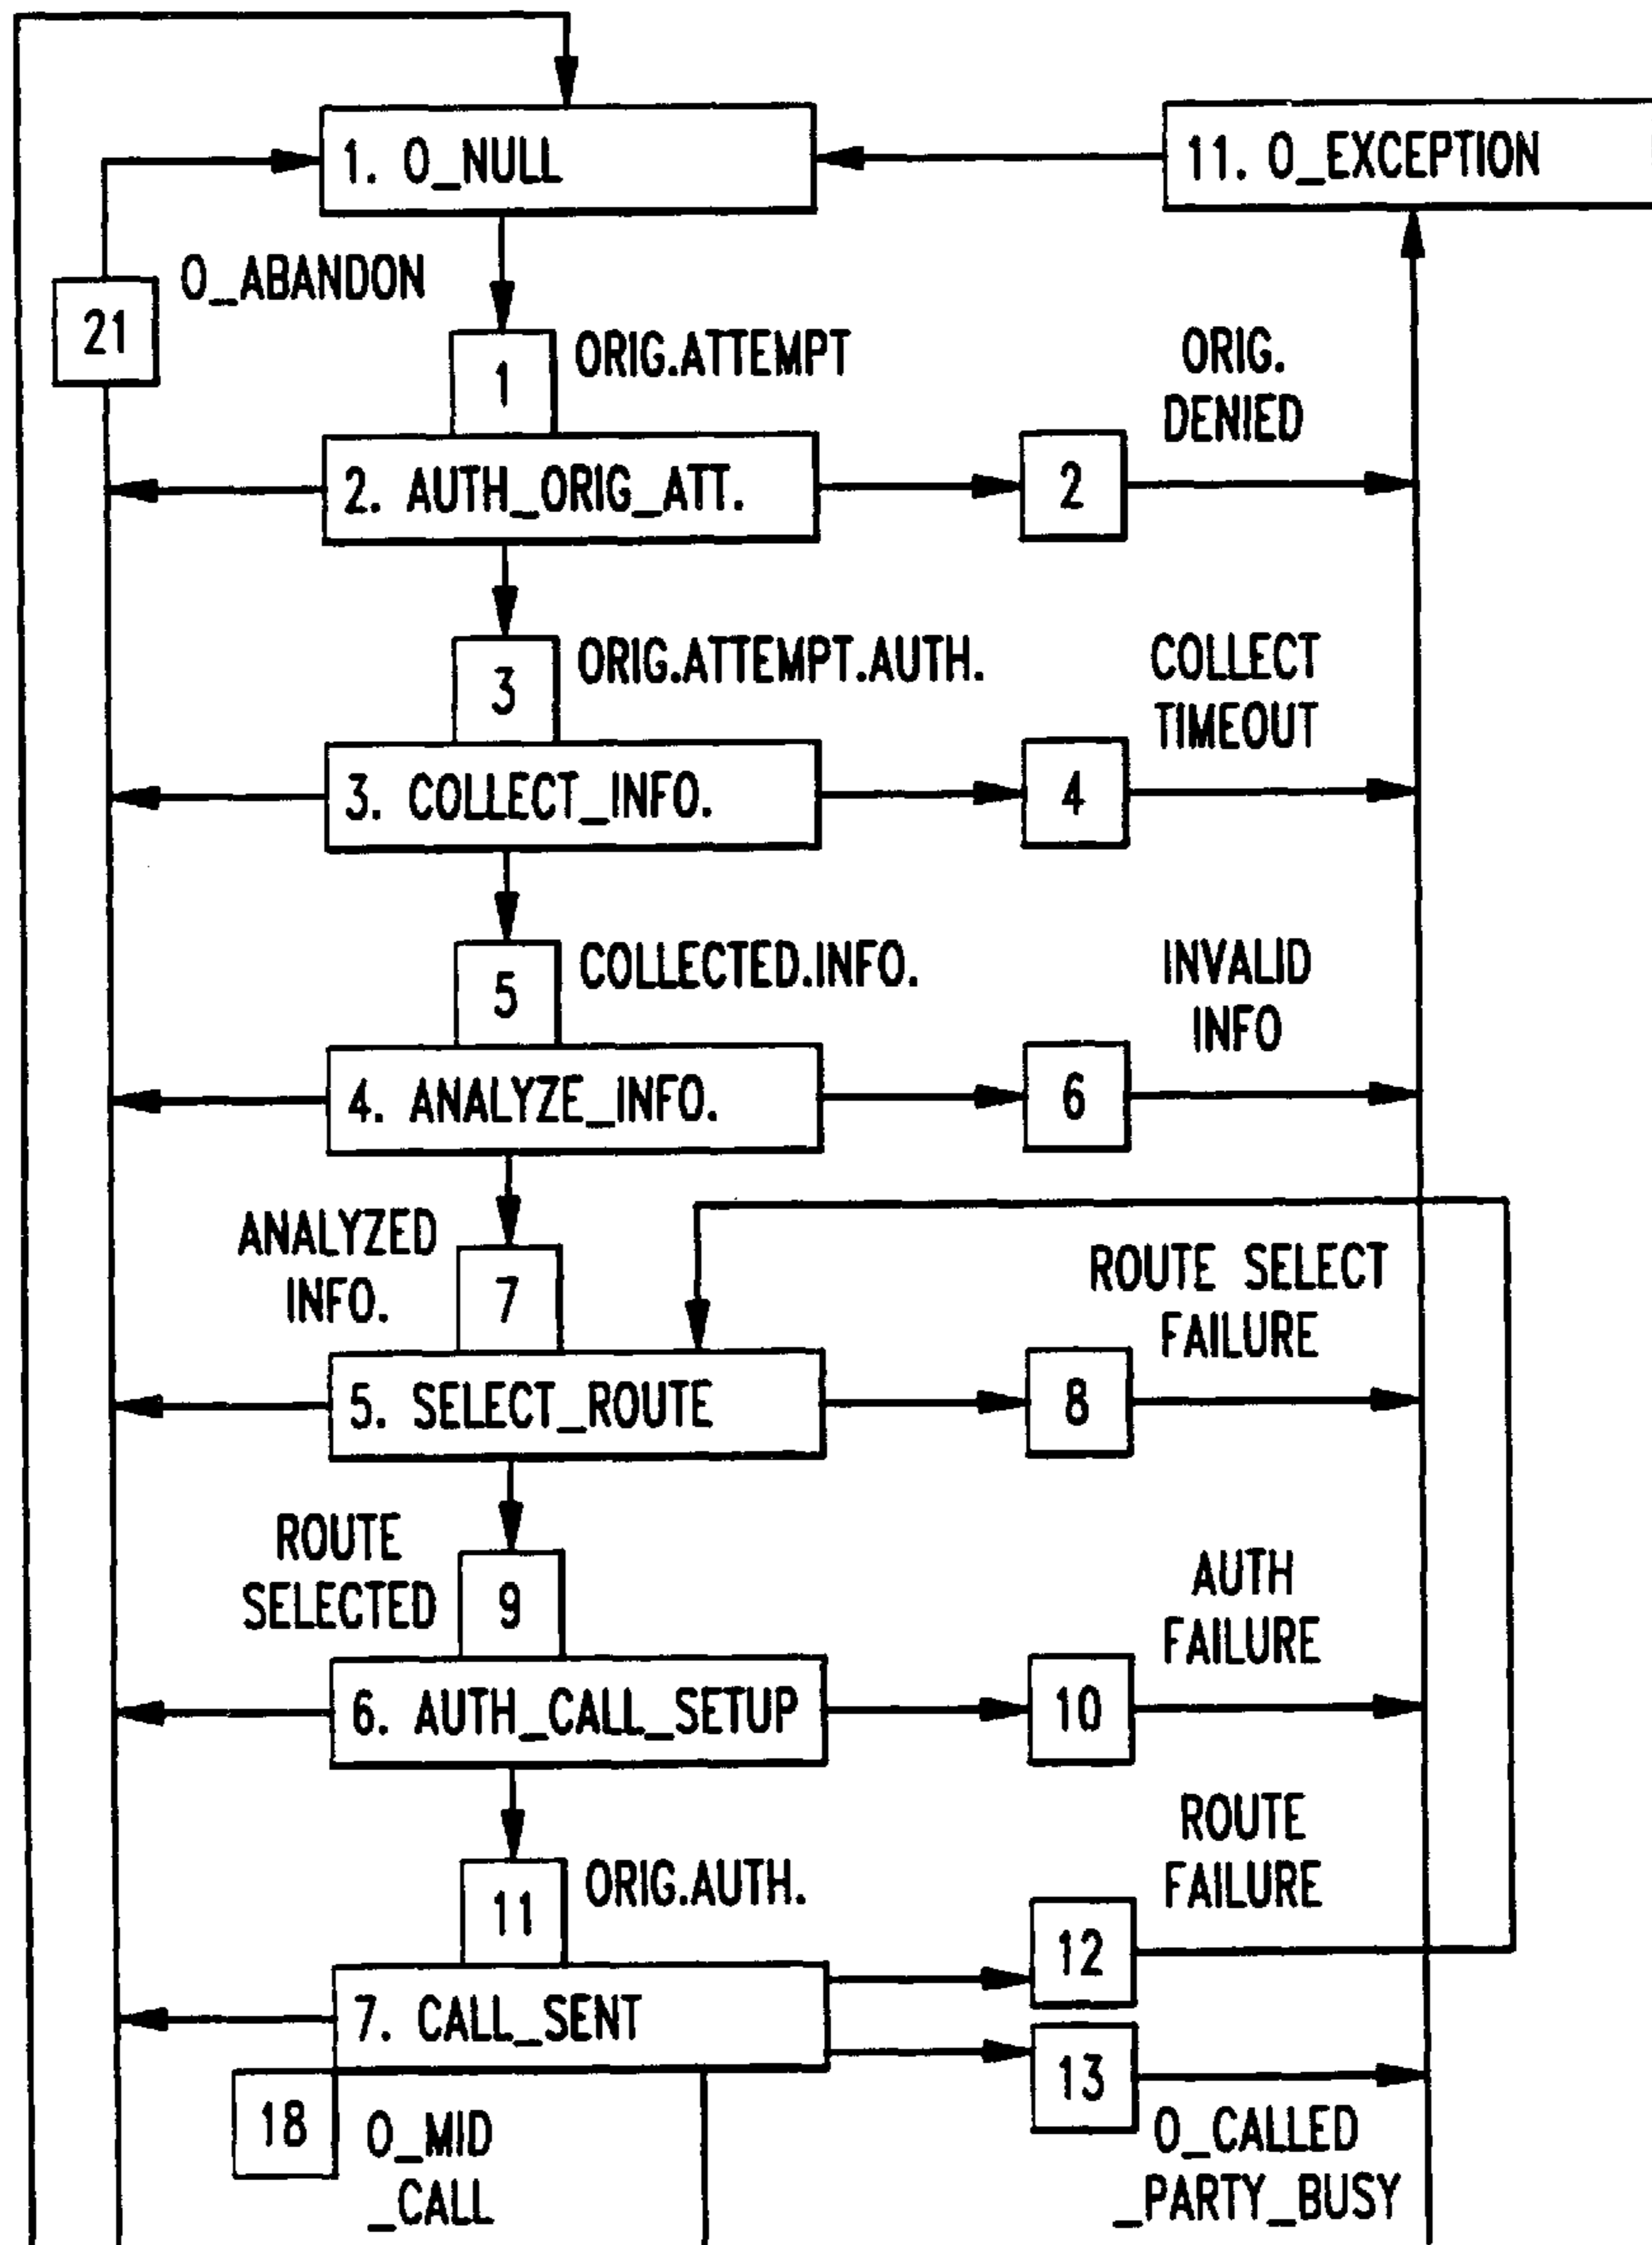 1. O_NULL
11. O_EXCEPTION
O_ABANDON
21
1
ORIG.ATTEMPT
ORIG.
DENIED
2. AUTH_ORIG_ATT.
2
3
ORIG.ATTEMPT.AUTH.
COLLECT
TIMEOUT
3. COLLECT_INFO.
4
5
COLLECTED.INFO.
INVALID
INFO
4. ANALYZE_INFO.
6
ANALYZED
INFO.
7
ROUTE SELECT
FAILURE
5. SELECT_ROUTE
8
ROUTE
SELECTED
9
AUTH
FAILURE
6. AUTH_CALL_SETUP
10
11
ORIG.AUTH.
ROUTE
FAILURE
12
7. CALL_SENT
13
18
O_MID
_CALL
O_CALLED
_PARTY_BUSY